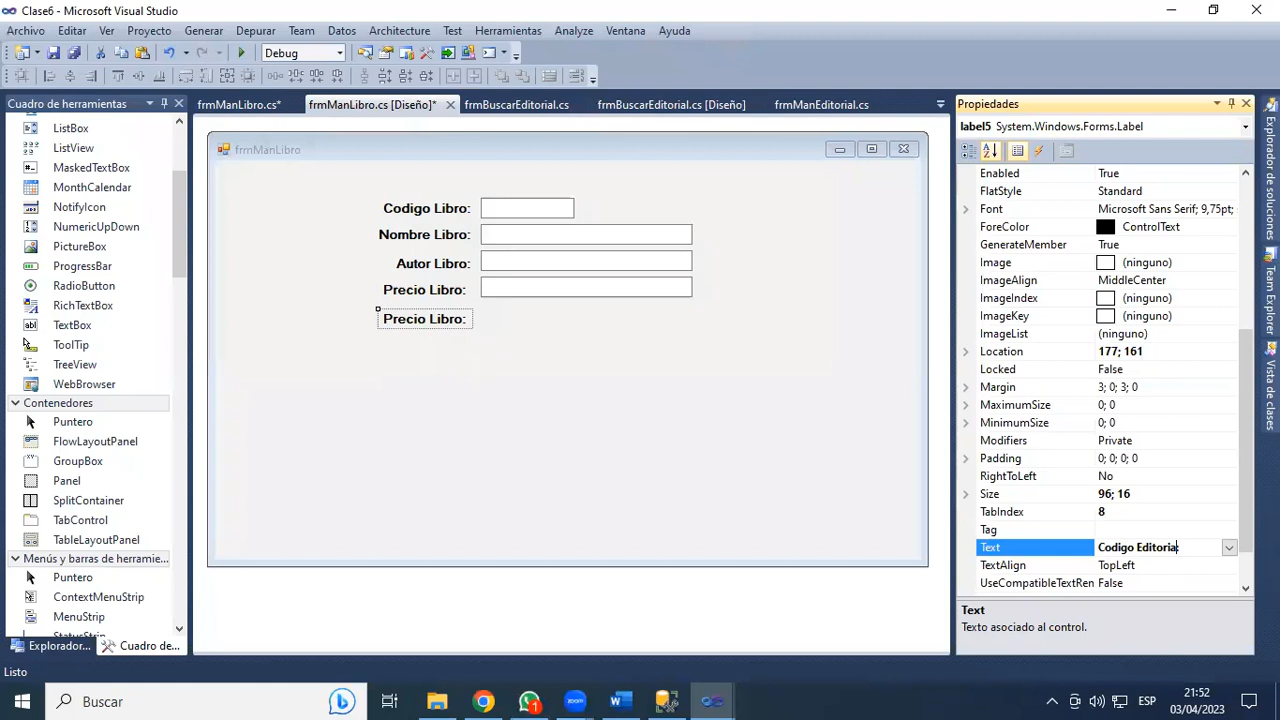 Clase6 - Microsoft Visual Studio
Archivo Editar Ver Proyecto Generar Depurar Team Datos Architecture Test Herramientas Analyze Ventana Ayuda
Debug
Cuadro de herramientas
frmManLibro.cs* frmManLibro.cs [Diseño]* frmBuscarEditorial.cs frmBuscarEditorial.cs [Diseño] frmManEditorial.cs
Propiedades
ListBox
ListView
MaskedTextBox
MonthCalendar
NotifyIcon
NumericUpDown
PictureBox
ProgressBar
RadioButton
RichTextBox
TextBox
ToolTip
TreeView
WebBrowser
Contenedores
Puntero
FlowLayoutPanel
GroupBox
Panel
SplitContainer
TabControl
TableLayoutPanel
Menús y barras de herramie...
Puntero
ContextMenuStrip
MenuStrip
StatusStrip
Explorador... Cuadro de...
frmManLibro
Codigo Libro:
Nombre Libro:
Autor Libro:
Precio Libro:
Precio Libro:
label5 System.Windows.Forms.Label
Enabled True
FlatStyle Standard
Font Microsoft Sans Serif; 9,75pt;
ForeColor ControlText
GenerateMember True
Image (ninguno)
ImageAlign MiddleCenter
ImageIndex (ninguno)
ImageKey (ninguno)
ImageList (ninguno)
Location 177; 161
Locked False
Margin 3; 0; 3; 0
MaximumSize 0; 0
MinimumSize 0; 0
Modifiers Private
Padding 0; 0; 0; 0
RightToLeft No
Size 96; 16
TabIndex 8
Tag
Text Codigo Editoria:
TextAlign TopLeft
UseCompatibleTextRen False
Text
Texto asociado al control.
Explorador de soluciones
Team Explorer
Vista de clases
Listo
Buscar
1
zoom
ESP
21:52
03/04/2023